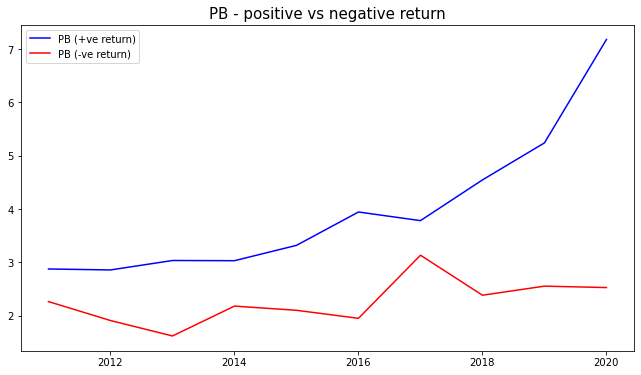 PB - positive vs negative return
PB (+ve return)
PB (-ve return)
7
6
5
4
3
2
2012 2014 2016 2018 2020